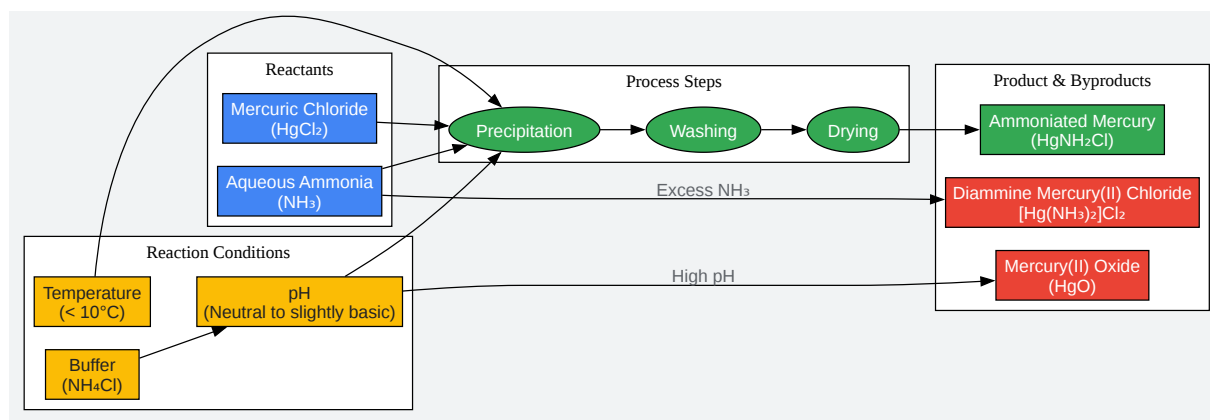 Reactants
Mercuric Chloride
(HgCl₂)
Aqueous Ammonia
(NH₃)
Process Steps
Precipitation
Washing
Drying
Product & Byproducts
Ammoniated Mercury
(HgNH₂Cl)
Diammine Mercury(II) Chloride
[Hg(NH₃)₂]Cl₂
Mercury(II) Oxide
(HgO)
Excess NH₃
High pH
Reaction Conditions
Temperature
(< 10°C)
pH
(Neutral to slightly basic)
Buffer
(NH₄Cl)